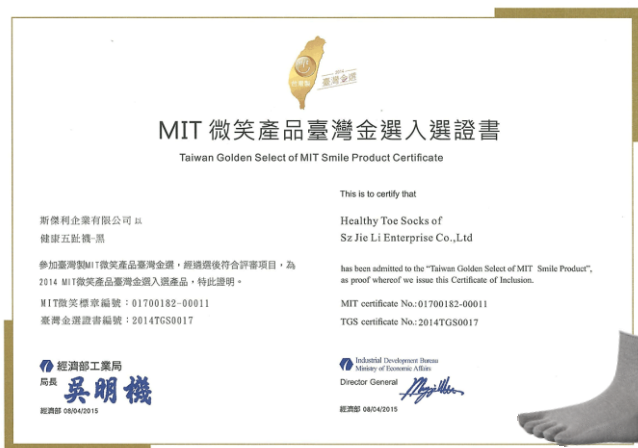 2014
臺灣金選
MIT 微笑產品臺灣金選入選證書
Taiwan Golden Select of MIT Smile Product Certificate
斯傑利企業有限公司 以
健康五趾襪-黑
參加臺灣製MIT微笑產品臺灣金選，經遴選後符合評審項目，為
2014 MIT微笑產品臺灣金選入選產品，特此證明。
MIT微笑標章編號：01700182-00011
臺灣金選證書編號：2014TGS0017
經濟部工業局
局長 吳明機
經濟部 08/04/2015
This is to certify that
Healthy Toe Socks of
Sz Jie Li Enterprise Co.,Ltd
has been admitted to the “Taiwan Golden Select of MIT Smile Product”,
as proof whereof we issue this Certificate of Inclusion.
MIT certificate No.:01700182-00011
TGS certificate No.:2014TGS0017
Industrial Development Bureau
Ministry of Economic Affairs
Director General
經濟部 08/04/2015